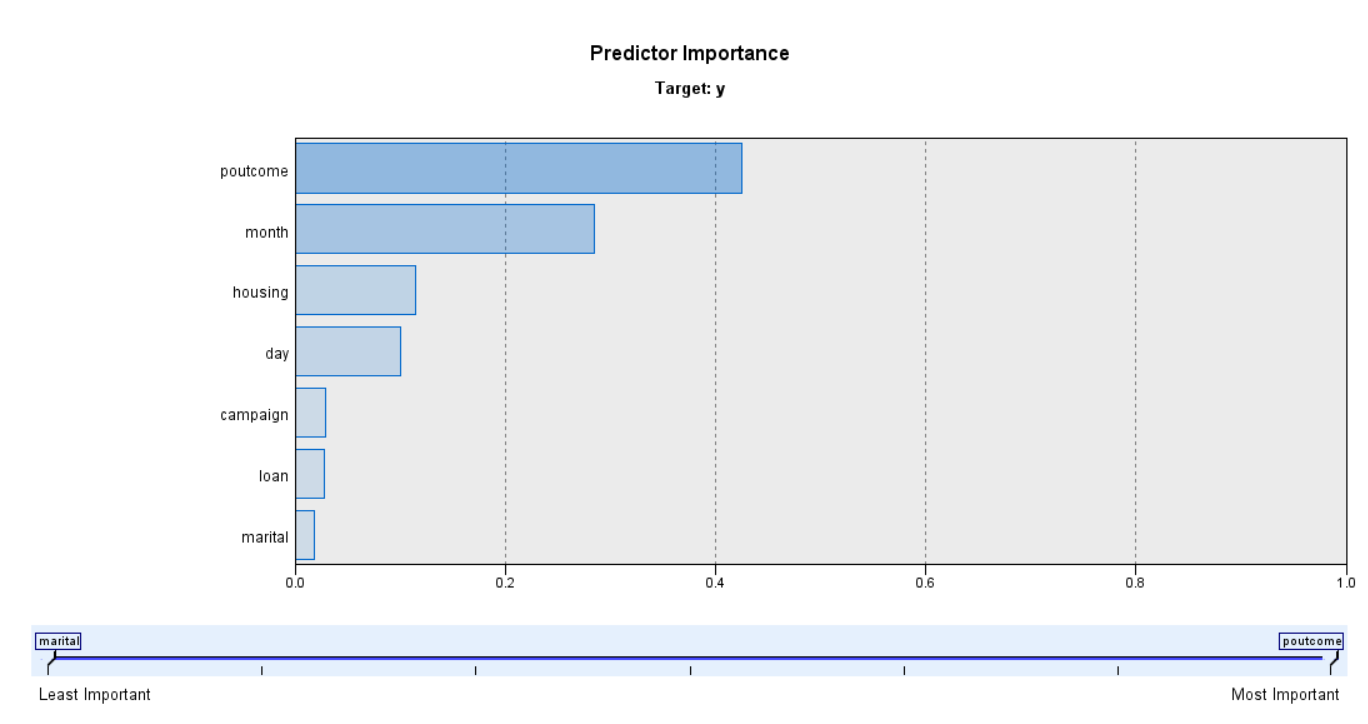 Predictor Importance
Target: y
poutcome
month
housing
day
campaign
loan
marital
0.0 0.2 0.4 0.6 0.8 1.0
marital poutcome
Least Important Most Important